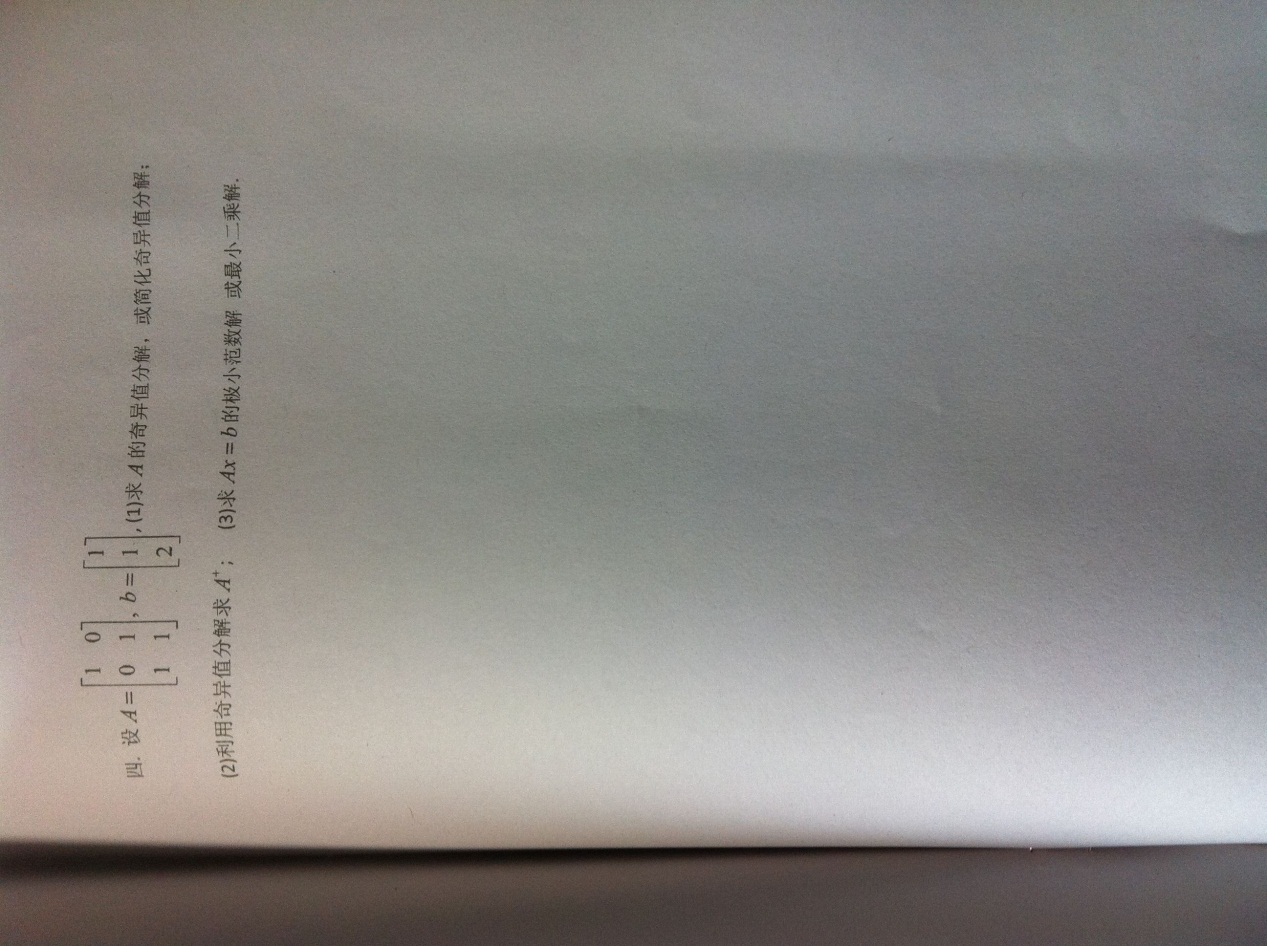 四. 设 A = [1 0; 0 1; 1 1], b = [1; 1; 2], (1)求 A 的奇异值分解，或简化奇异值分解；
(2)利用奇异值分解求 A⁺； (3)求 Ax = b 的极小范数解 或最小二乘解.